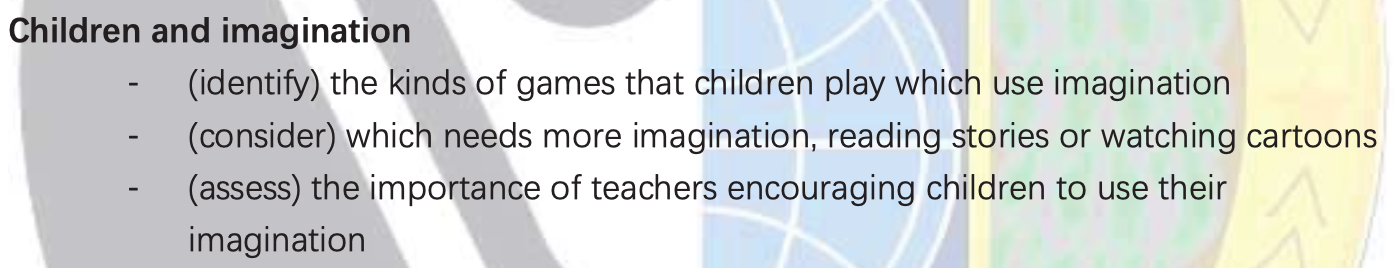 Children and imagination
- (identify) the kinds of games that children play which use imagination
- (consider) which needs more imagination, reading stories or watching cartoons
- (assess) the importance of teachers encouraging children to use their
imagination